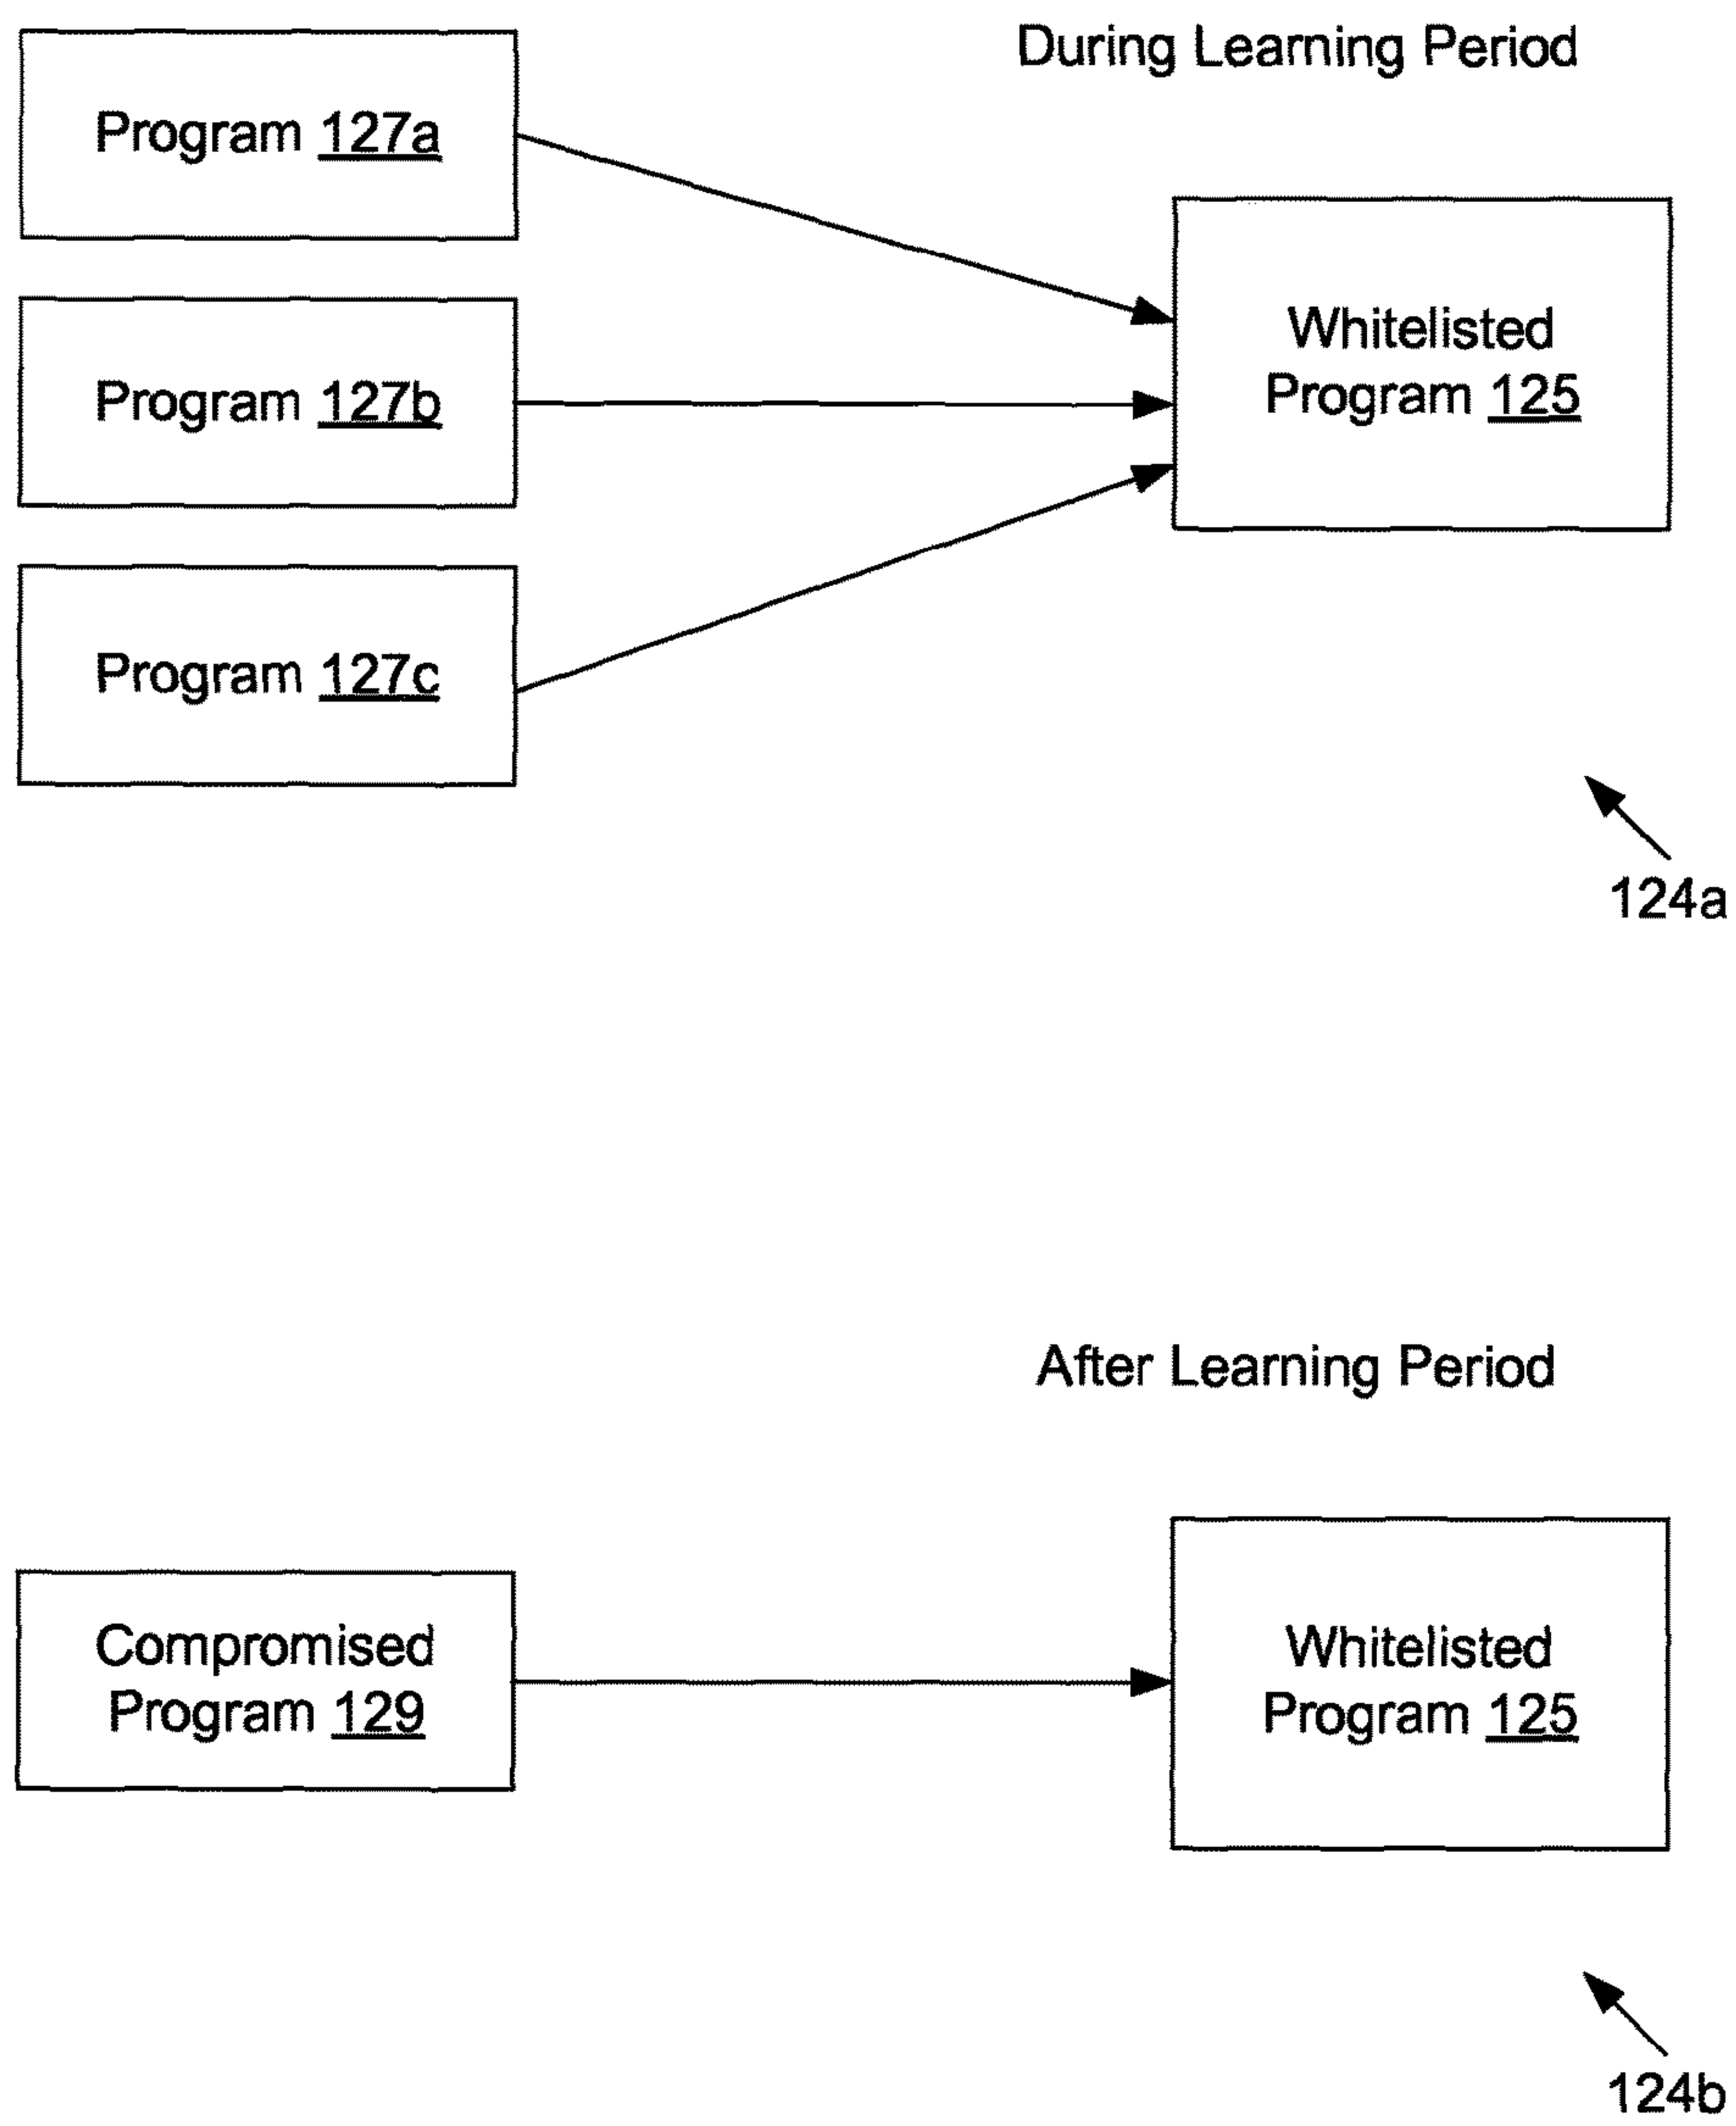 During Learning Period
Program 127a
Whitelisted
Program 125
Program 127b
Program 127c
124a
After Learning Period
Compromised
Program 129
Whitelisted
Program 125
124b